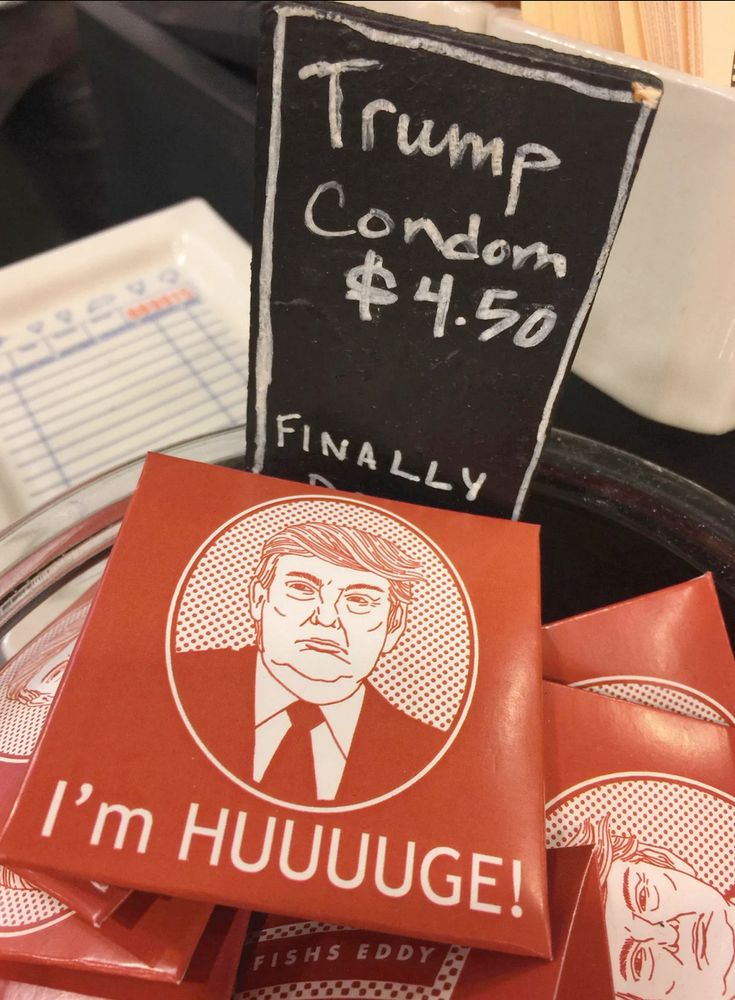 Trump
Condom
$4.50
FINALLY
I'm HUUUUGE!
FISHS EDDY